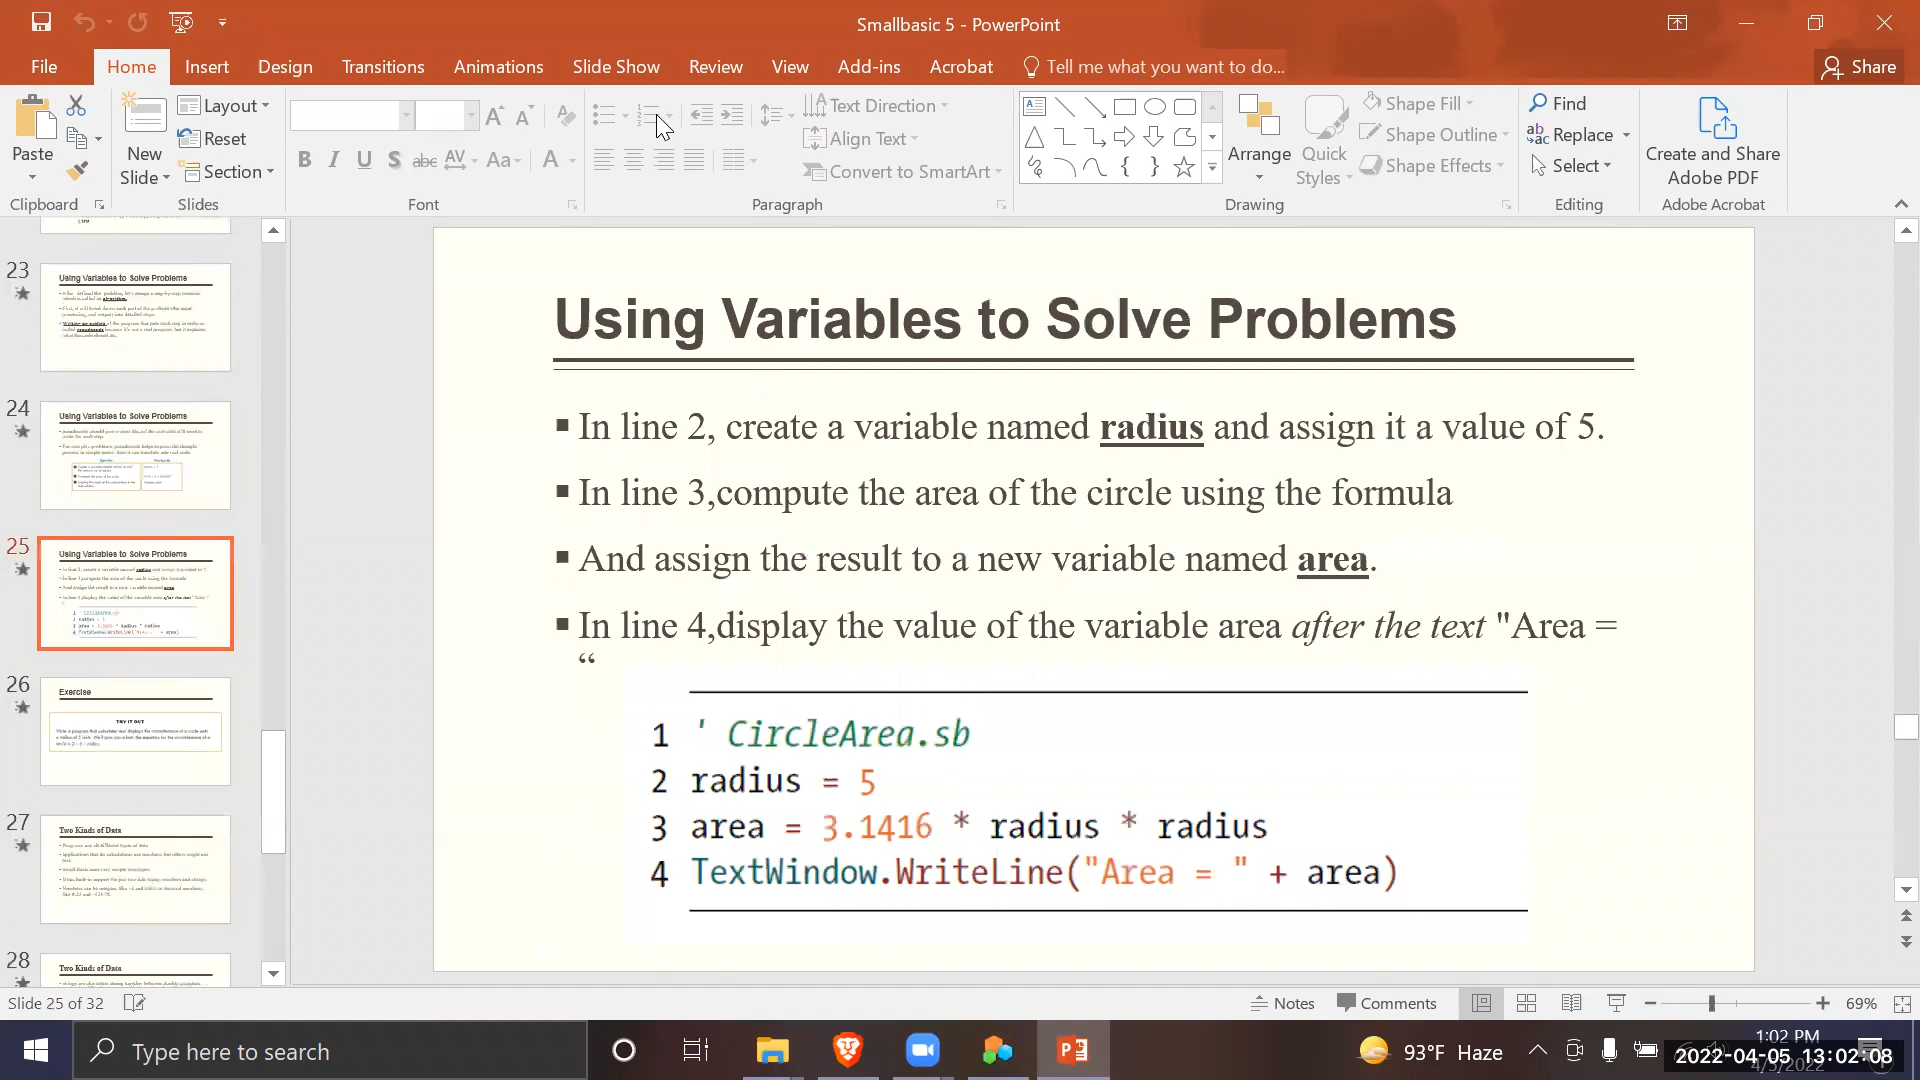 Smallbasic 5 - PowerPoint
File
Home
Insert
Design
Transitions
Animations
Slide Show
Review
View
Add-ins
Acrobat
Tell me what you want to do...
Share
Paste
Clipboard
New Slide
Layout
Reset
Section
Slides
Font
Text Direction
Align Text
Convert to SmartArt
Paragraph
Arrange
Quick Styles
Shape Fill
Shape Outline
Shape Effects
Drawing
Find
Replace
Select
Editing
Create and Share
Adobe PDF
Adobe Acrobat
23
Using Variables to Solve Problems
24
Using Variables to Solve Problems
25
Using Variables to Solve Problems
26
Exercise
TRY IT OUT
27
Two Kinds of Data
28
Two Kinds of Data
Using Variables to Solve Problems
▪ In line 2, create a variable named radius and assign it a value of 5.
▪ In line 3,compute the area of the circle using the formula
▪ And assign the result to a new variable named area.
▪ In line 4,display the value of the variable area after the text "Area =
“
1 ' CircleArea.sb
2 radius = 5
3 area = 3.1416 * radius * radius
4 TextWindow.WriteLine("Area = " + area)
Slide 25 of 32
Notes
Comments
69%
Type here to search
93°F Haze
1:02 PM
2022-04-05 13:02:08